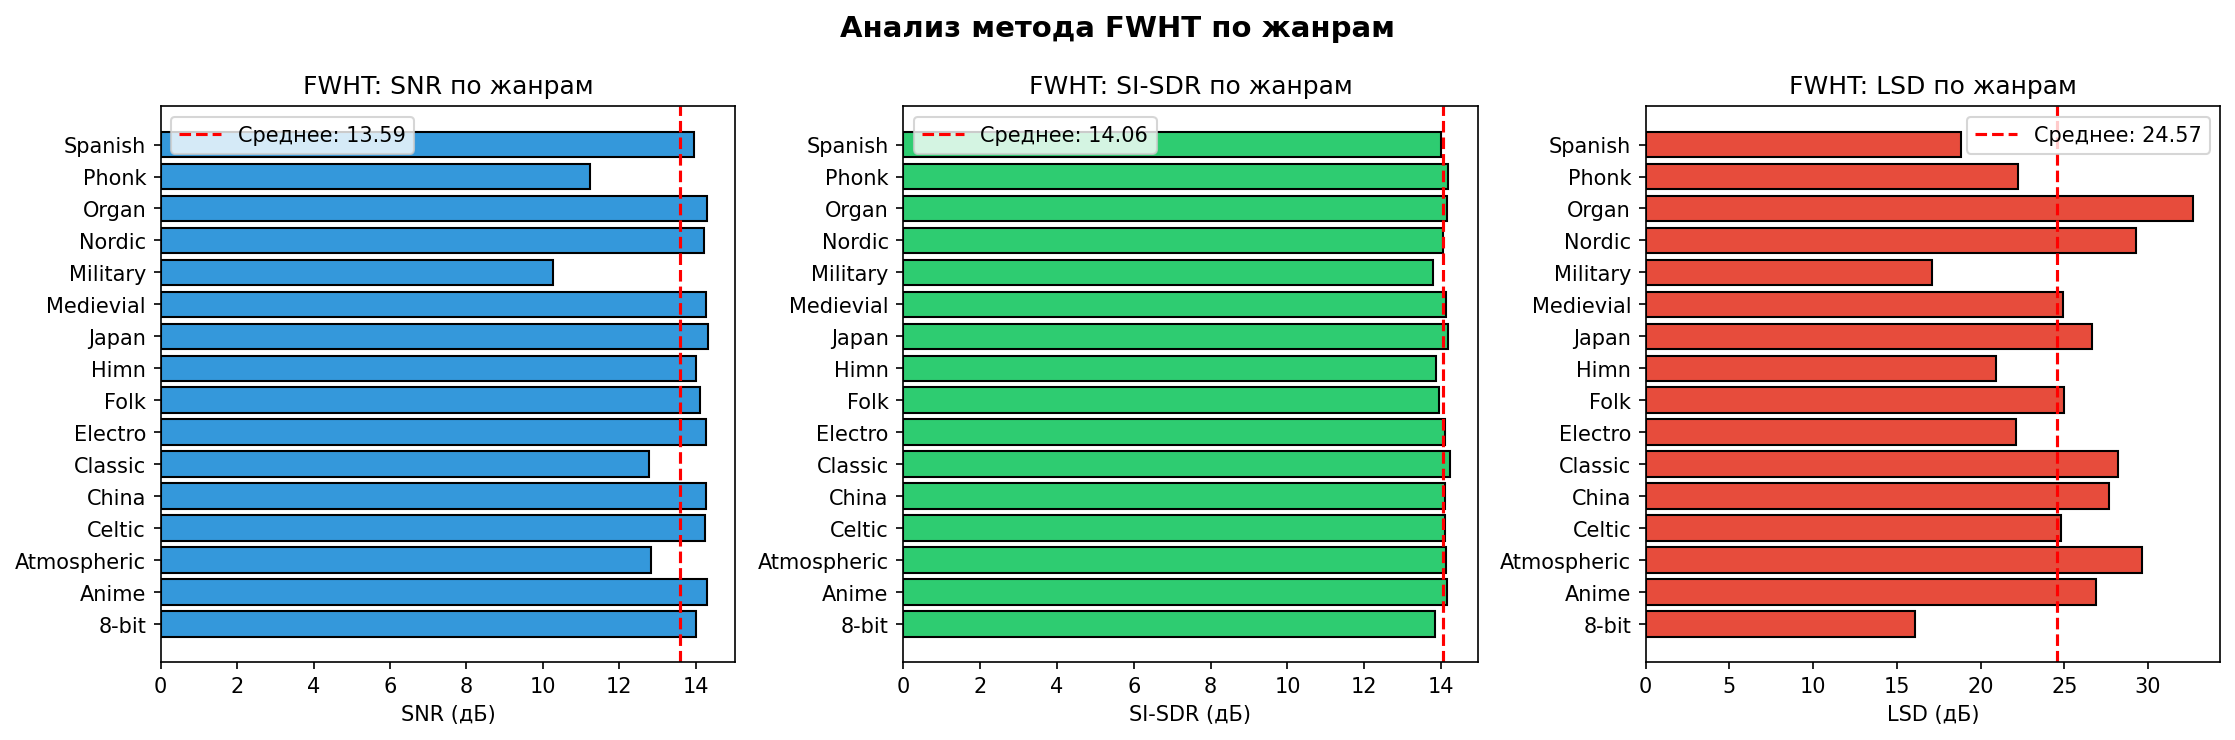 Анализ метода FWHT по жанрам
FWHT: SNR по жанрам
Среднее: 13.59
Spanish
Phonk
Organ
Nordic
Military
Medievial
Japan
Himn
Folk
Electro
Classic
China
Celtic
Atmospheric
Anime
8-bit
0 2 4 6 8 10 12 14
SNR (дБ)
FWHT: SI-SDR по жанрам
Среднее: 14.06
Spanish
Phonk
Organ
Nordic
Military
Medievial
Japan
Himn
Folk
Electro
Classic
China
Celtic
Atmospheric
Anime
8-bit
0 2 4 6 8 10 12 14
SI-SDR (дБ)
FWHT: LSD по жанрам
Среднее: 24.57
Spanish
Phonk
Organ
Nordic
Military
Medievial
Japan
Himn
Folk
Electro
Classic
China
Celtic
Atmospheric
Anime
8-bit
0 5 10 15 20 25 30
LSD (дБ)